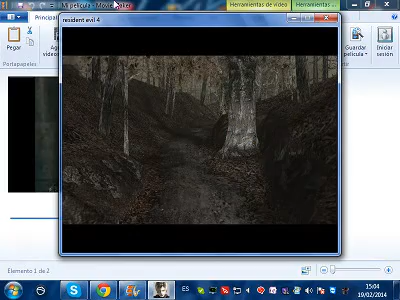 Mi película - Movie Maker
Herramientas de vídeo
Herramientas ...
resident evil 4
Principal
Pegar
Portapapeles
Guardar
película
Iniciar
sesión
Elemento 1 de 2
ES
15:04
19/02/2014